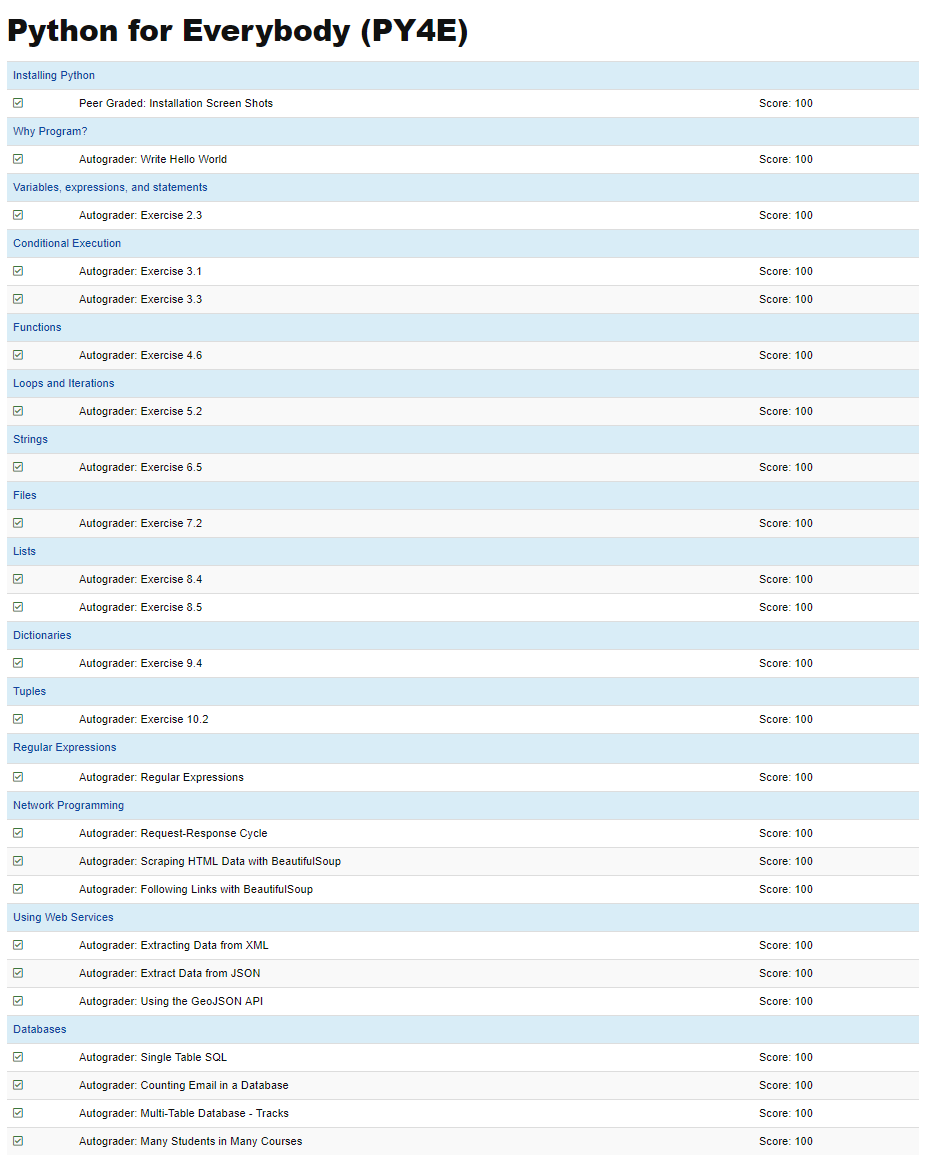 Python for Everybody (PY4E)
Installing Python
Peer Graded: Installation Screen Shots Score: 100
Why Program?
Autograder: Write Hello World Score: 100
Variables, expressions, and statements
Autograder: Exercise 2.3 Score: 100
Conditional Execution
Autograder: Exercise 3.1 Score: 100
Autograder: Exercise 3.3 Score: 100
Functions
Autograder: Exercise 4.6 Score: 100
Loops and Iterations
Autograder: Exercise 5.2 Score: 100
Strings
Autograder: Exercise 6.5 Score: 100
Files
Autograder: Exercise 7.2 Score: 100
Lists
Autograder: Exercise 8.4 Score: 100
Autograder: Exercise 8.5 Score: 100
Dictionaries
Autograder: Exercise 9.4 Score: 100
Tuples
Autograder: Exercise 10.2 Score: 100
Regular Expressions
Autograder: Regular Expressions Score: 100
Network Programming
Autograder: Request-Response Cycle Score: 100
Autograder: Scraping HTML Data with BeautifulSoup Score: 100
Autograder: Following Links with BeautifulSoup Score: 100
Using Web Services
Autograder: Extracting Data from XML Score: 100
Autograder: Extract Data from JSON Score: 100
Autograder: Using the GeoJSON API Score: 100
Databases
Autograder: Single Table SQL Score: 100
Autograder: Counting Email in a Database Score: 100
Autograder: Multi-Table Database - Tracks Score: 100
Autograder: Many Students in Many Courses Score: 100